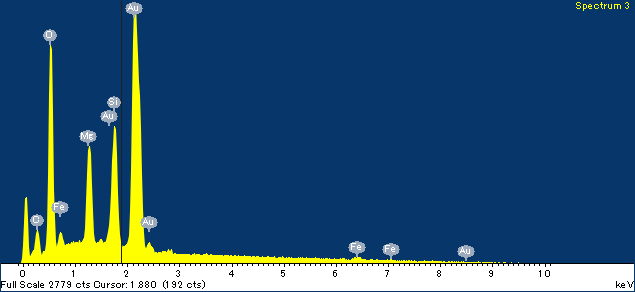 Spectrum 3
Au
O
Si
Au
Mg
Fe
O
Au
Fe
Fe
Au
0 1 2 3 4 5 6 7 8 9 10
Full Scale 2779 cts Cursor: 1.880 (192 cts)
keV